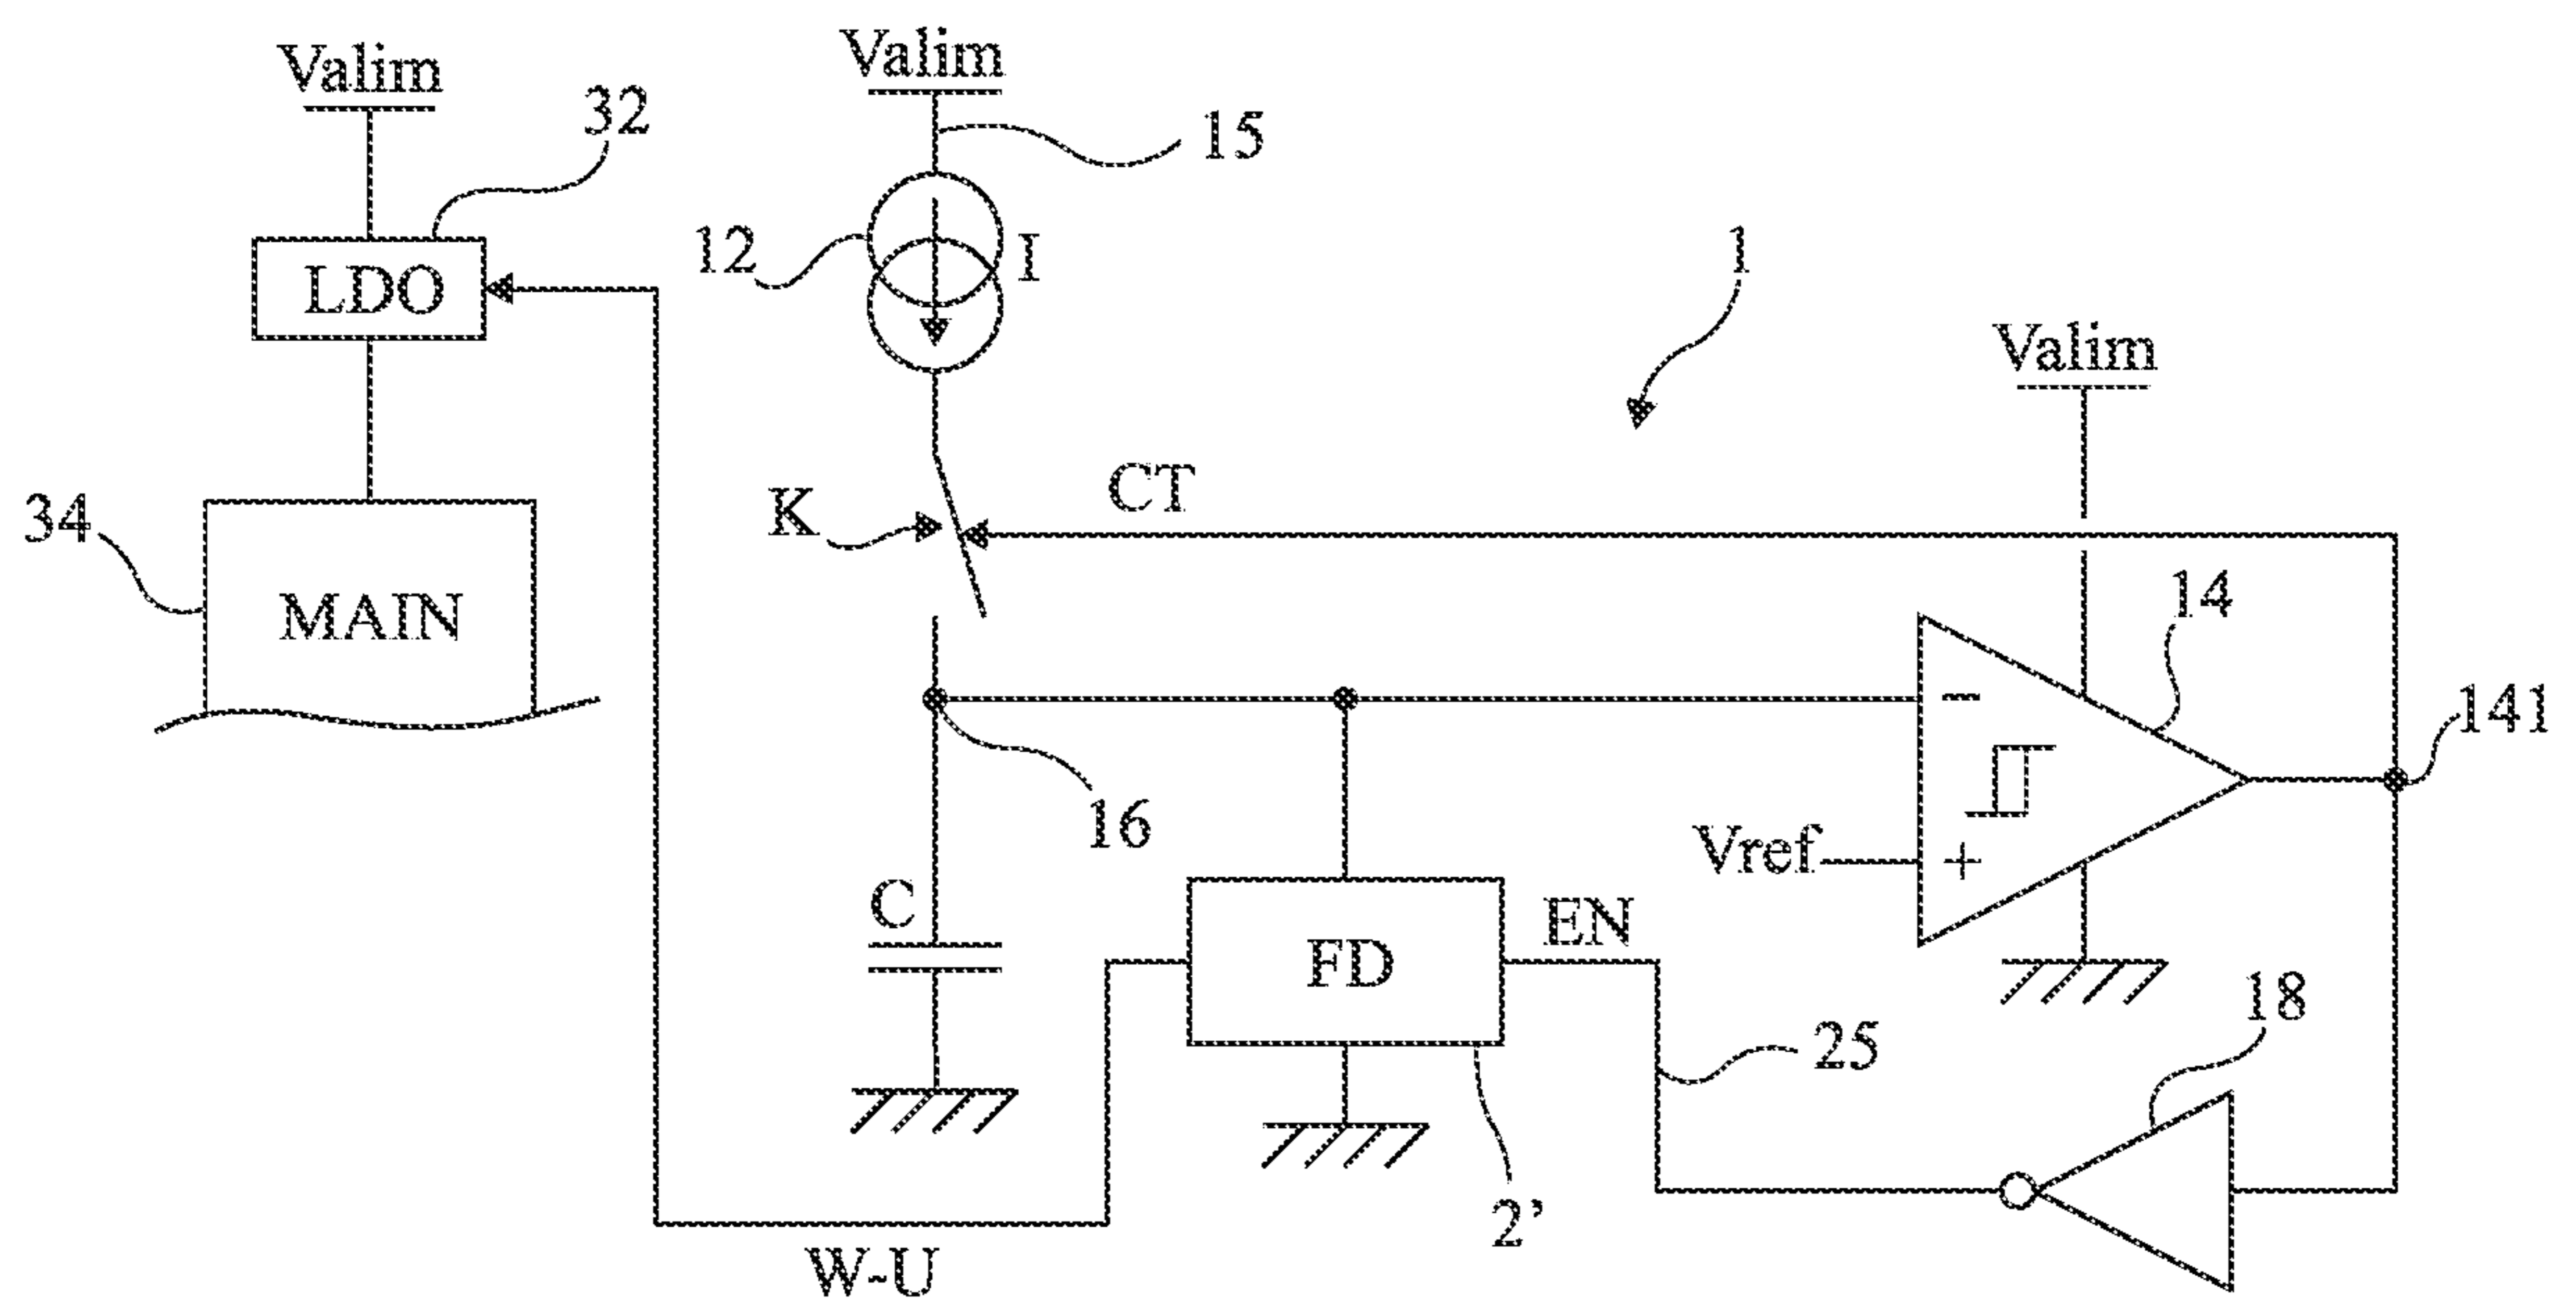 Valim
Valim
32
15
12
I
1
LDO
Valim
K
CT
34
14
MAIN
141
−
16
Vref
+
C
EN
FD
18
25
2’
W-U